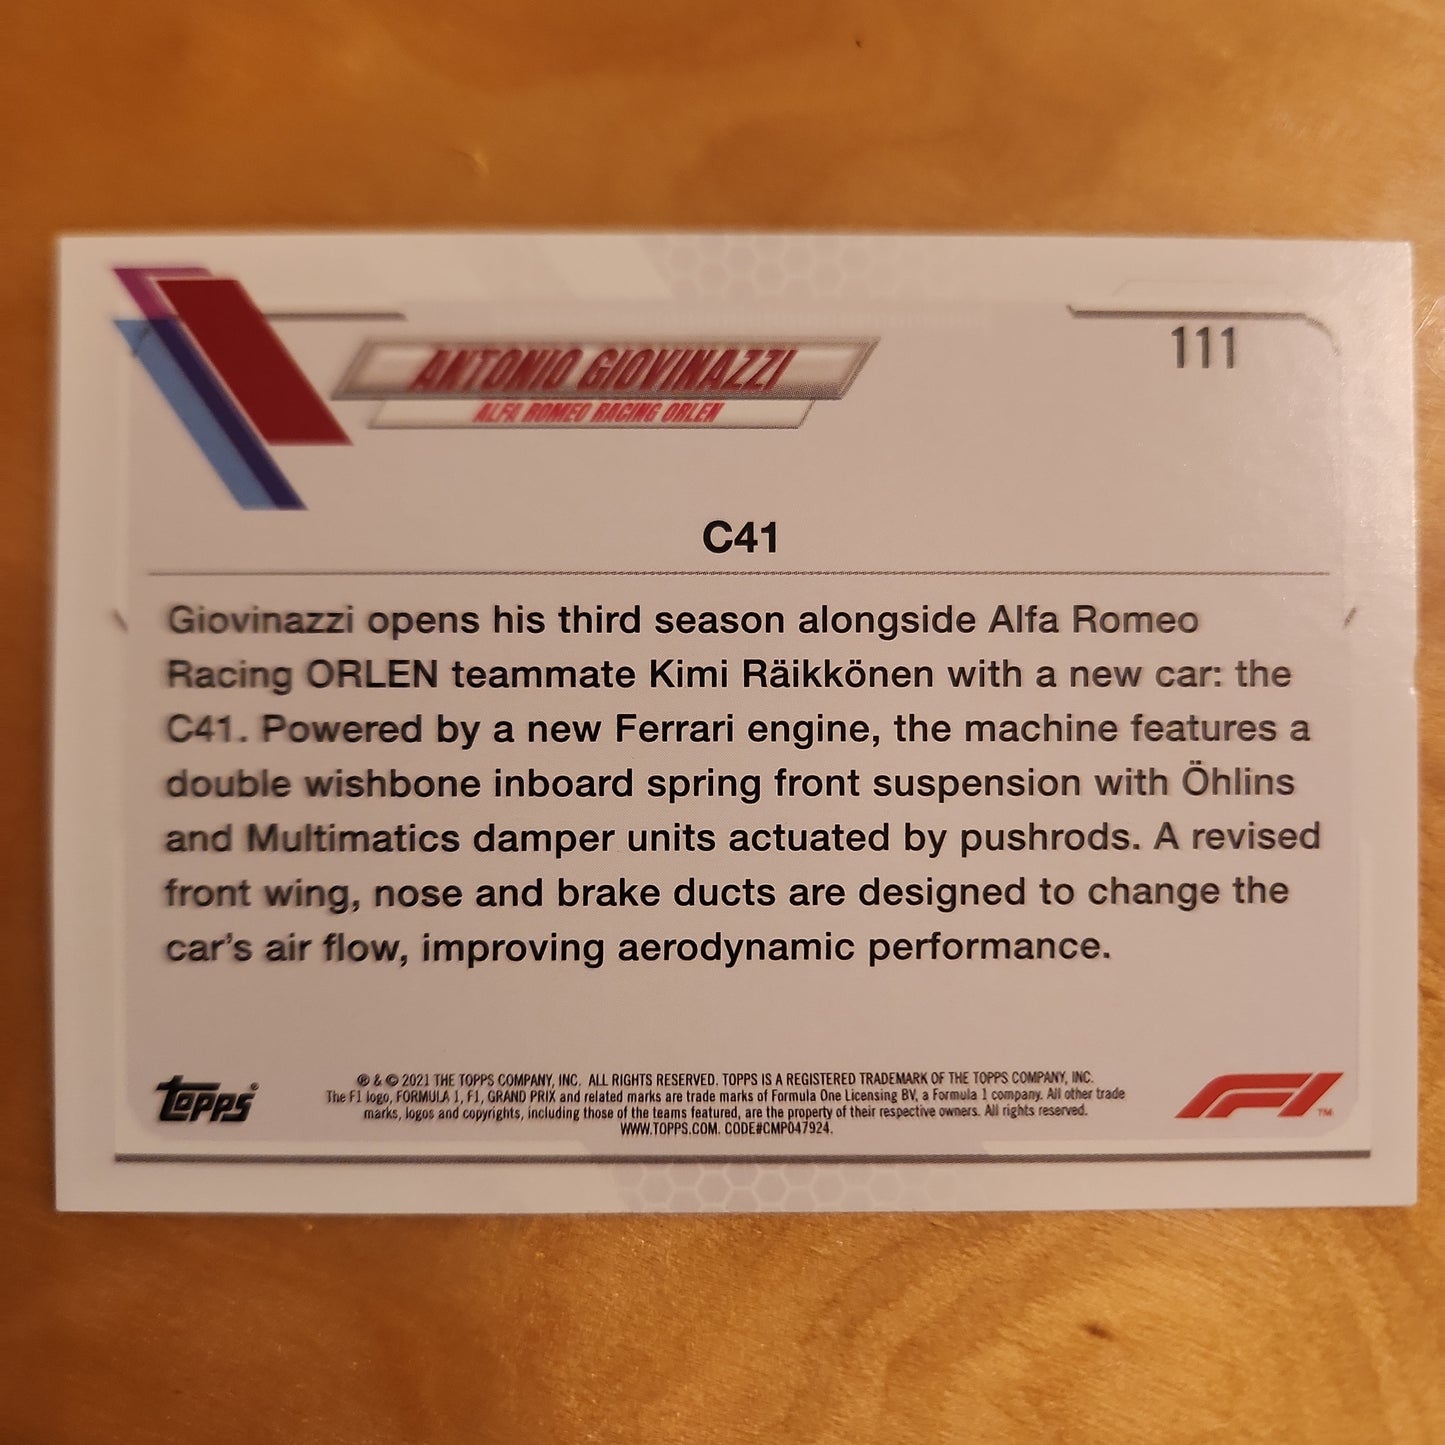 111
ANTONIO GIOVINAZZI
ALFA ROMEO RACING ORLEN
C41
Giovinazzi opens his third season alongside Alfa Romeo
Racing ORLEN teammate Kimi Räikkönen with a new car: the
C41. Powered by a new Ferrari engine, the machine features a
double wishbone inboard spring front suspension with Öhlins
and Multimatics damper units actuated by pushrods. A revised
front wing, nose and brake ducts are designed to change the
car's air flow, improving aerodynamic performance.
Topps®
® & © 2021 THE TOPPS COMPANY, INC. ALL RIGHTS RESERVED. TOPPS IS A REGISTERED TRADEMARK OF THE TOPPS COMPANY, INC.
The F1 logo, FORMULA 1, F1, GRAND PRIX and related marks are trade marks of Formula One Licensing BV, a Formula 1 company. All other trade
marks, logos and copyrights, including those of the teams featured, are the property of their respective owners. All rights reserved.
WWW.TOPPS.COM. CODE#CMP047924.
F1™